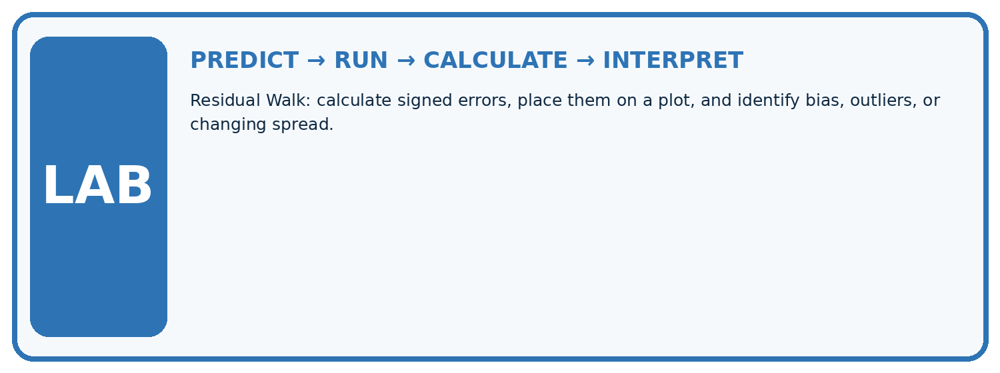 LAB
PREDICT → RUN → CALCULATE → INTERPRET
Residual Walk: calculate signed errors, place them on a plot, and identify bias, outliers, or
changing spread.